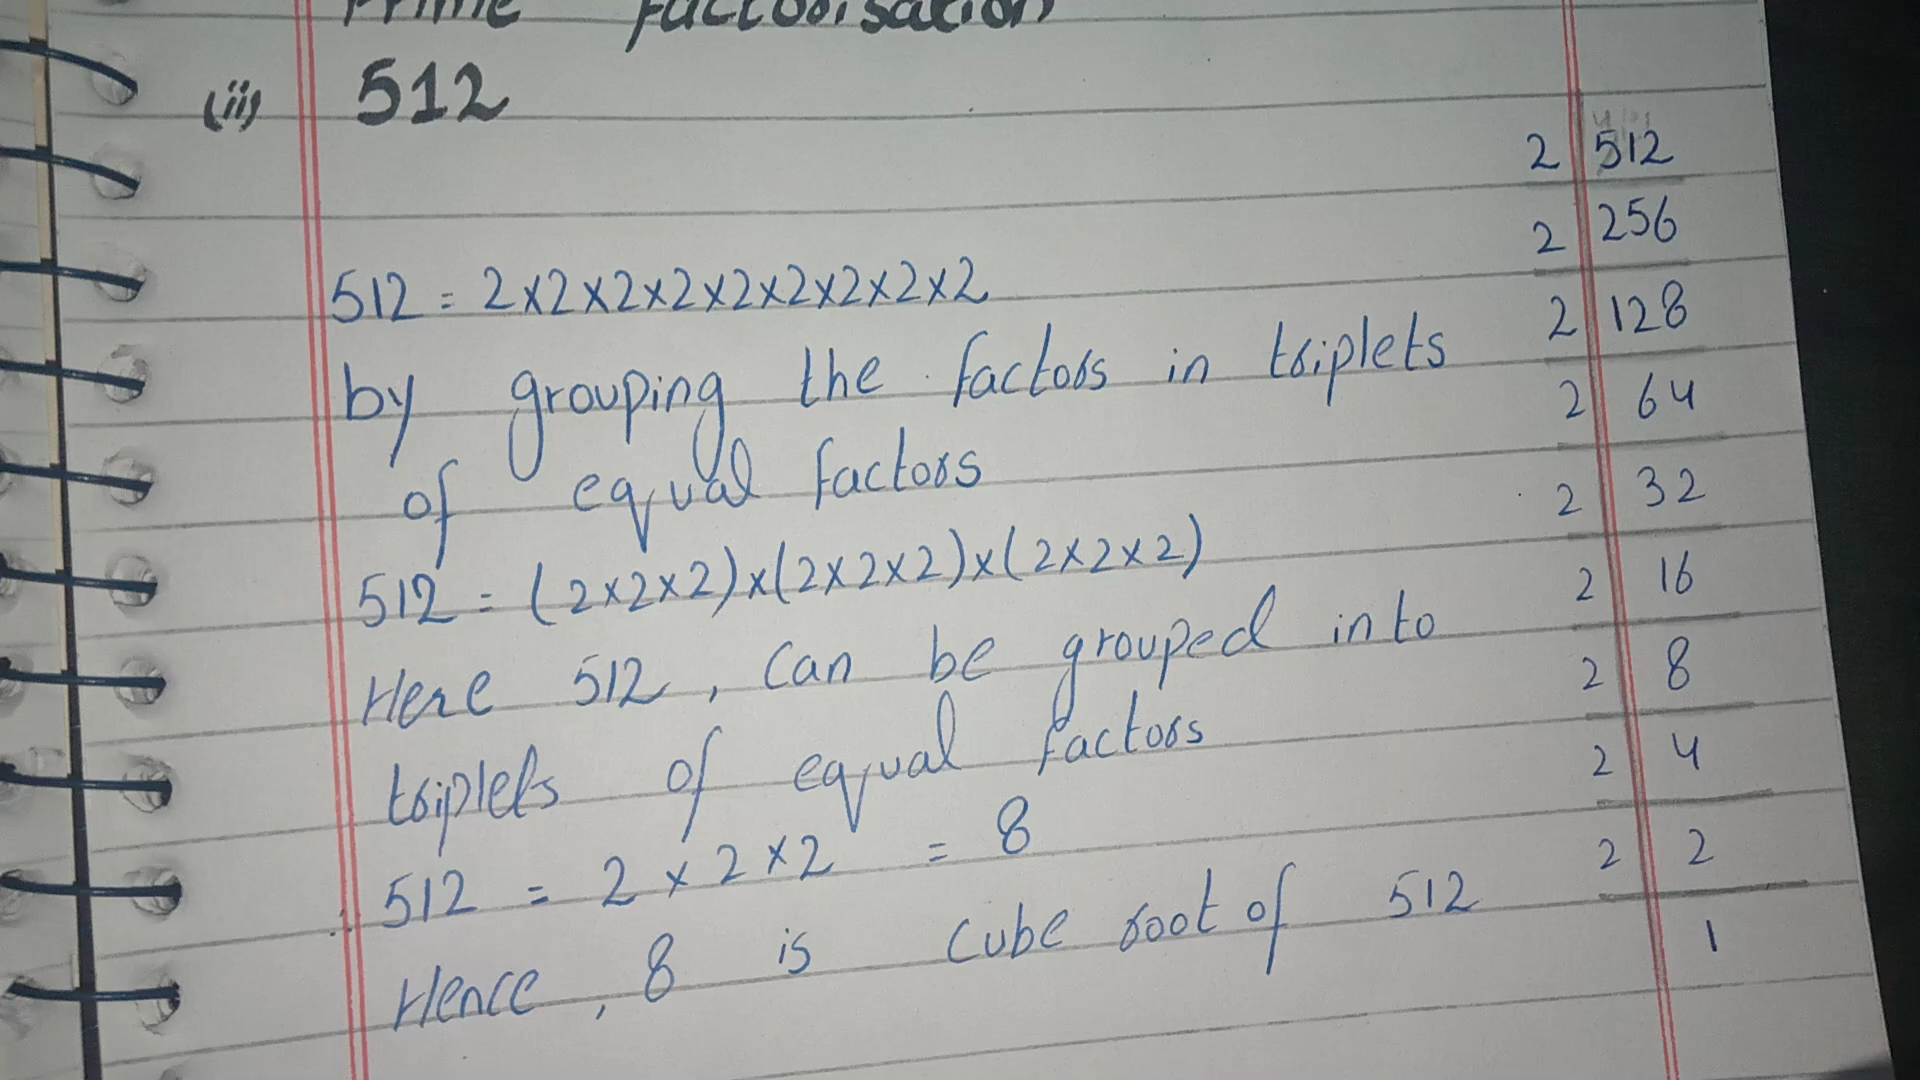 Prime factorisation
(ii) 512
2 512
2 256
2 128
2 64
2 32
2 16
2 8
2 4
2 2
1
512 = 2×2×2×2×2×2×2×2×2
by grouping the factors in triplets
of equal factors
512 = (2×2×2)×(2×2×2)×(2×2×2)
Here 512, can be grouped into
triplets of equal factors
512 = 2 × 2 × 2 = 8
Hence, 8 is cube root of 512